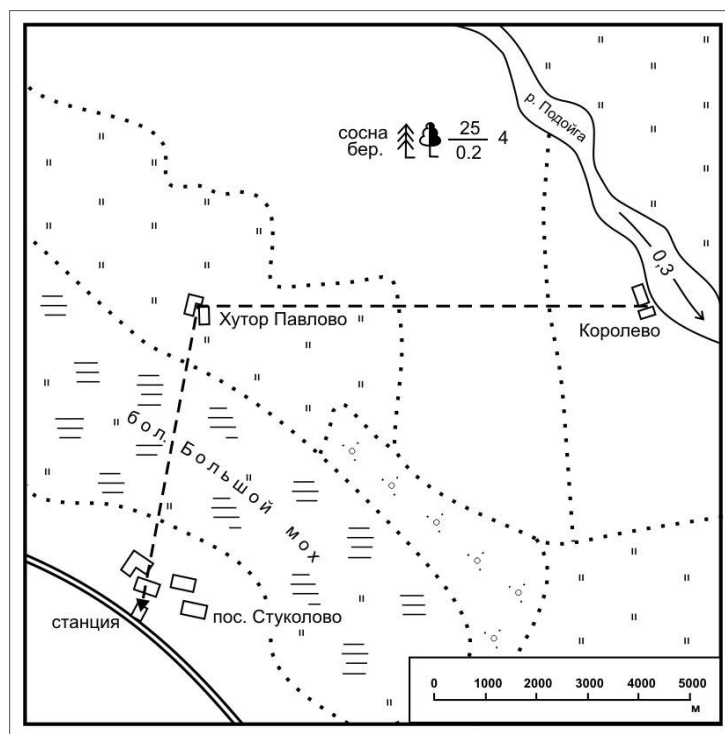 р. Подойга
сосна
бер.
25
0.2
4
0,3
Хутор Павлово
Королево
бол. Большой мох
станция
пос. Стуколово
0 1000 2000 3000 4000 5000
м